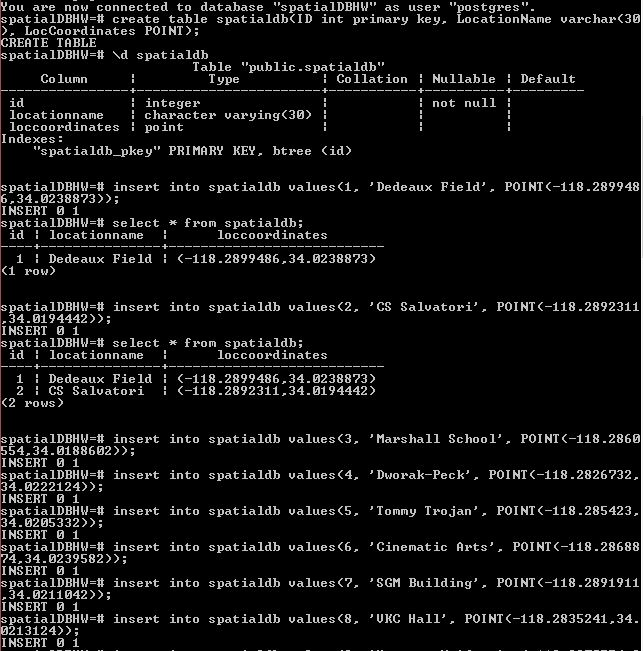 You are now connected to database "spatialDBHW" as user "postgres".
spatialDBHW=# create table spatialdb(ID int primary key, LocationName varchar(30
), LocCoordinates POINT);
CREATE TABLE
spatialDBHW=# \d spatialdb
Table "public.spatialdb"
Column | Type | Collation | Nullable | Default
----------------+-----------------------+-----------+----------+---------
id | integer | | not null |
locationname | character varying(30) | | |
loccoordinates | point | | |
Indexes:
"spatialdb_pkey" PRIMARY KEY, btree (id)
spatialDBHW=# insert into spatialdb values(1, 'Dedeaux Field', POINT(-118.289948
6,34.0238873));
INSERT 0 1
spatialDBHW=# select * from spatialdb;
id | locationname | loccoordinates
----+---------------+---------------------------
1 | Dedeaux Field | (-118.2899486,34.0238873)
(1 row)
spatialDBHW=# insert into spatialdb values(2, 'CS Salvatori', POINT(-118.2892311
,34.0194442));
INSERT 0 1
spatialDBHW=# select * from spatialdb;
id | locationname | loccoordinates
----+---------------+---------------------------
1 | Dedeaux Field | (-118.2899486,34.0238873)
2 | CS Salvatori | (-118.2892311,34.0194442)
(2 rows)
spatialDBHW=# insert into spatialdb values(3, 'Marshall School', POINT(-118.2860
554,34.0188602));
INSERT 0 1
spatialDBHW=# insert into spatialdb values(4, 'Dworak-Peck', POINT(-118.2826732,
34.0222124));
INSERT 0 1
spatialDBHW=# insert into spatialdb values(5, 'Tommy Trojan', POINT(-118.285423,
34.0205332));
INSERT 0 1
spatialDBHW=# insert into spatialdb values(6, 'Cinematic Arts', POINT(-118.28688
74,34.0239582));
INSERT 0 1
spatialDBHW=# insert into spatialdb values(7, 'SGM Building', POINT(-118.2891911
,34.0211042));
INSERT 0 1
spatialDBHW=# insert into spatialdb values(8, 'VKC Hall', POINT(-118.2835241,34.
0213124));
INSERT 0 1